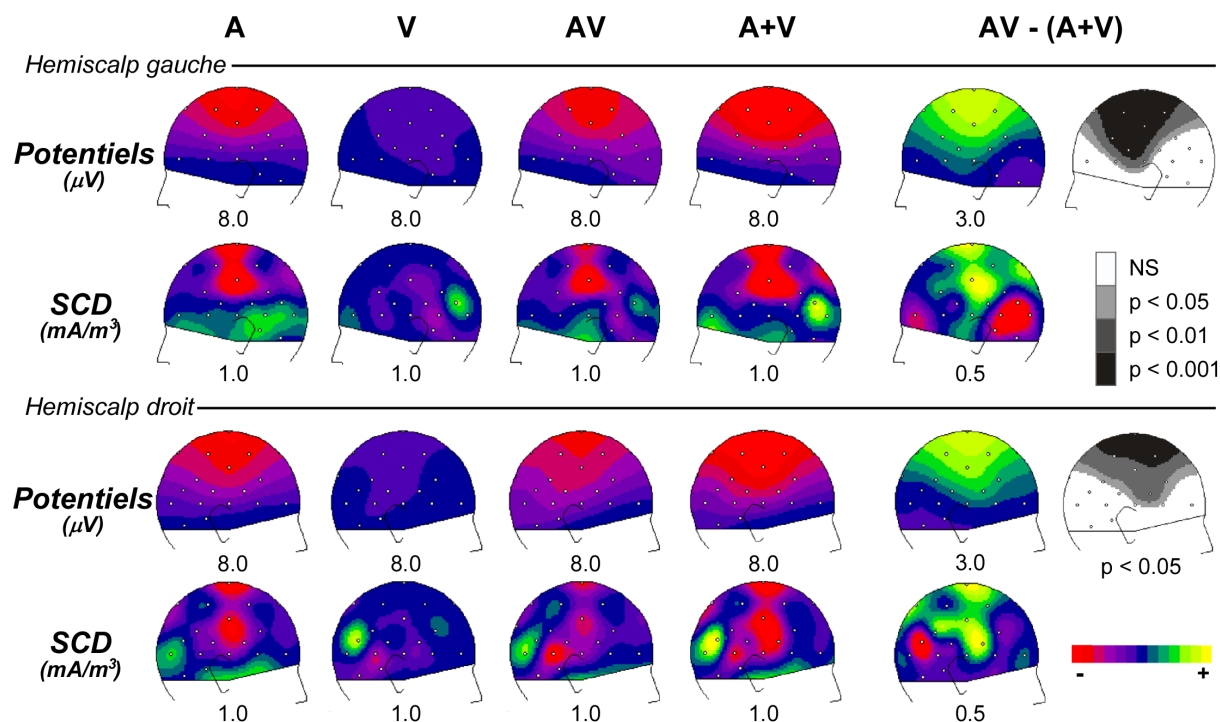 A V AV A+V AV - (A+V)
Hemiscalp gauche
Potentiels
(μV)
8.0 8.0 8.0 8.0 3.0
SCD
(mA/m³)
1.0 1.0 1.0 1.0 0.5
NS
p < 0.05
p < 0.01
p < 0.001
Hemiscalp droit
Potentiels
(μV)
8.0 8.0 8.0 8.0 3.0 p < 0.05
SCD
(mA/m³)
1.0 1.0 1.0 1.0 0.5
- +